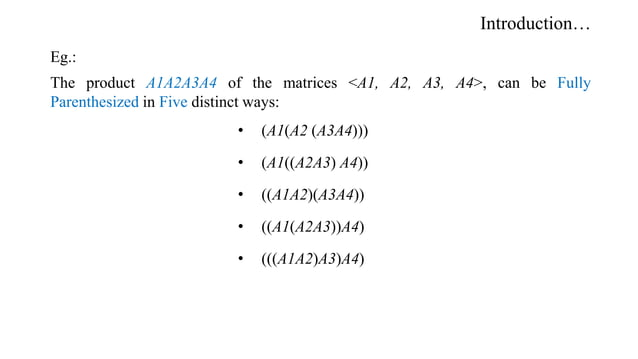 Introduction…
Eg.:
The product A1A2A3A4 of the matrices <A1, A2, A3, A4>, can be Fully
Parenthesized in Five distinct ways:
• (A1(A2 (A3A4)))
• (A1((A2A3) A4))
• ((A1A2)(A3A4))
• ((A1(A2A3))A4)
• (((A1A2)A3)A4)